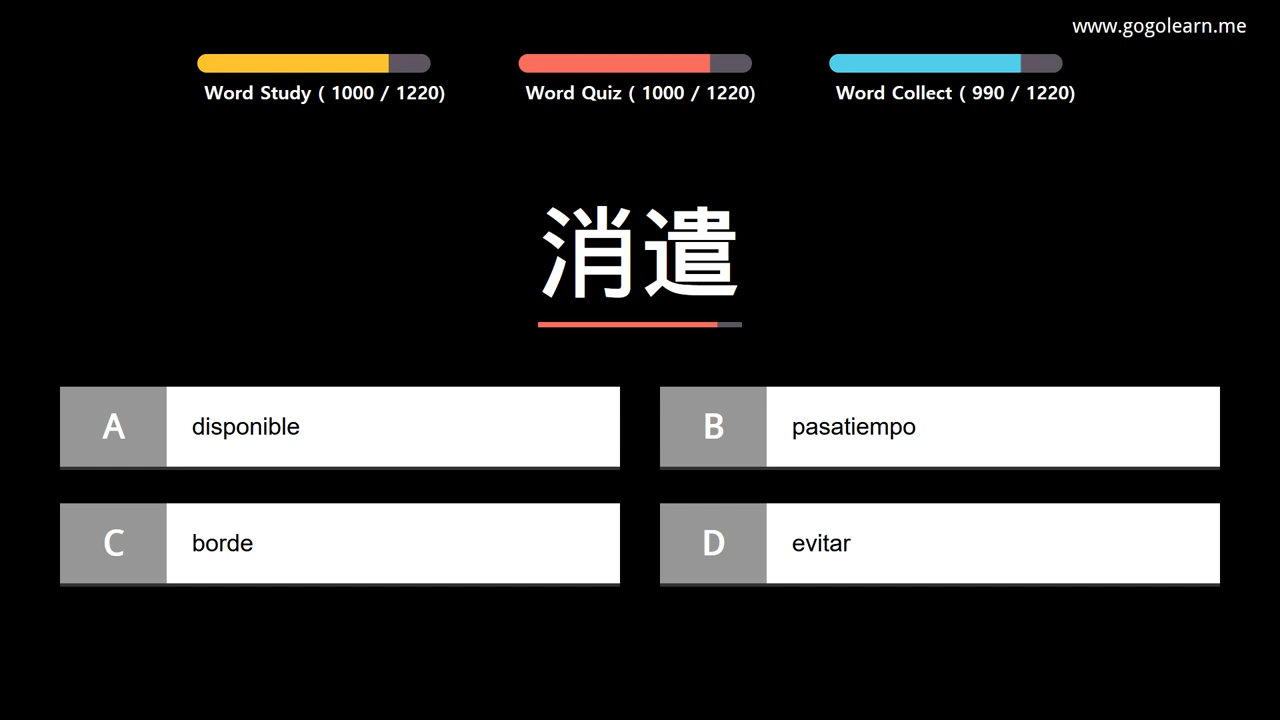 www.gogolearn.me
Word Study ( 1000 / 1220)
Word Quiz ( 1000 / 1220)
Word Collect ( 990 / 1220)
消遣
A disponible
B pasatiempo
C borde
D evitar